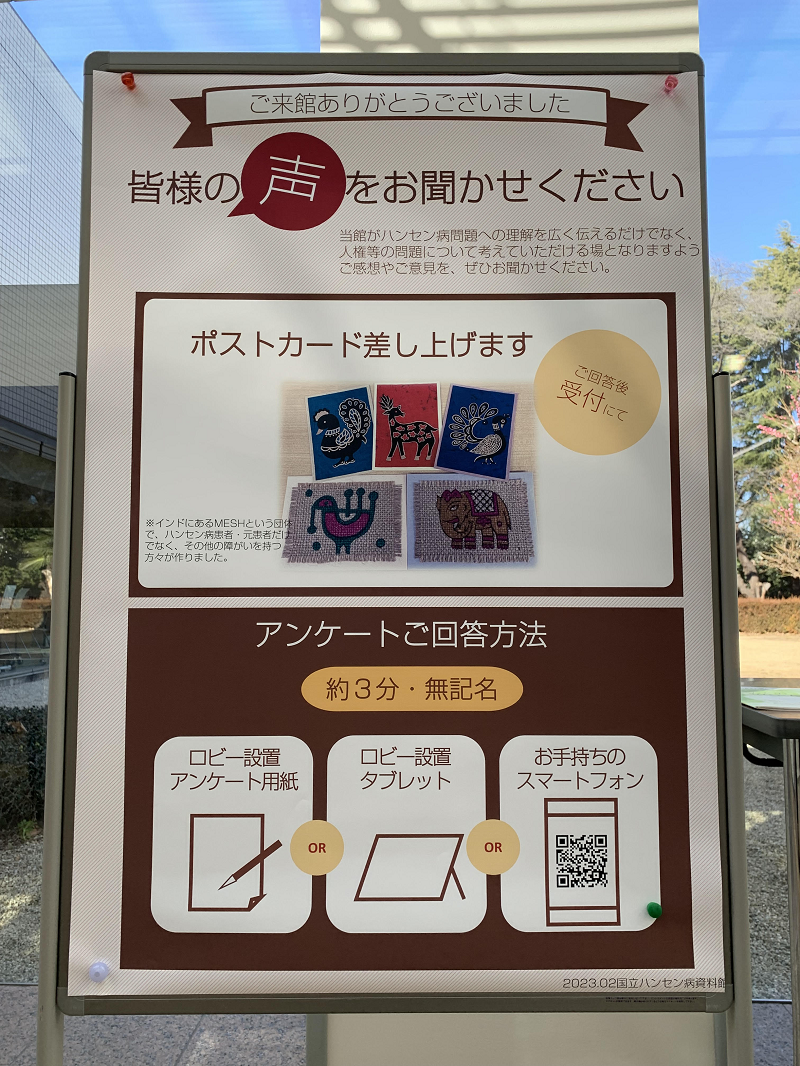 ご来館ありがとうございました
皆様の声をお聞かせください
当館がハンセン病問題への理解を広く伝えるだけでなく、
人権等の問題について考えていただける場となりますよう
ご感想やご意見を、ぜひお聞かせください。
ポストカード差し上げます
ご回答後
受付にて
※インドにあるMESHという団体
で、ハンセン病患者・元患者だけ
でなく、その他の障がいを持つ
方々が作りました。
アンケートご回答方法
約3分・無記名
ロビー設置
アンケート用紙
OR
ロビー設置
タブレット
OR
お手持ちの
スマートフォン
2023.02国立ハンセン病資料館